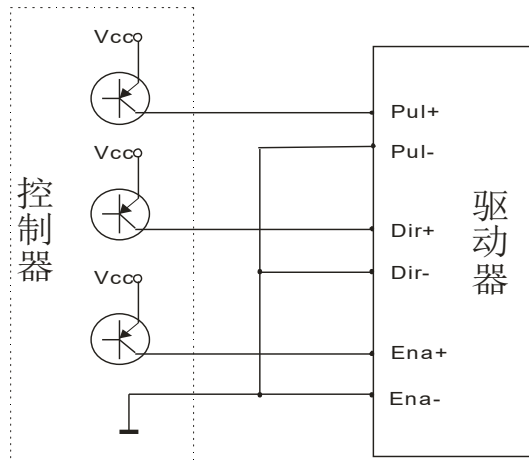 Vcc
Pul+
Pul-
Vcc
控制器
驱动器
Dir+
Dir-
Vcc
Ena+
Ena-